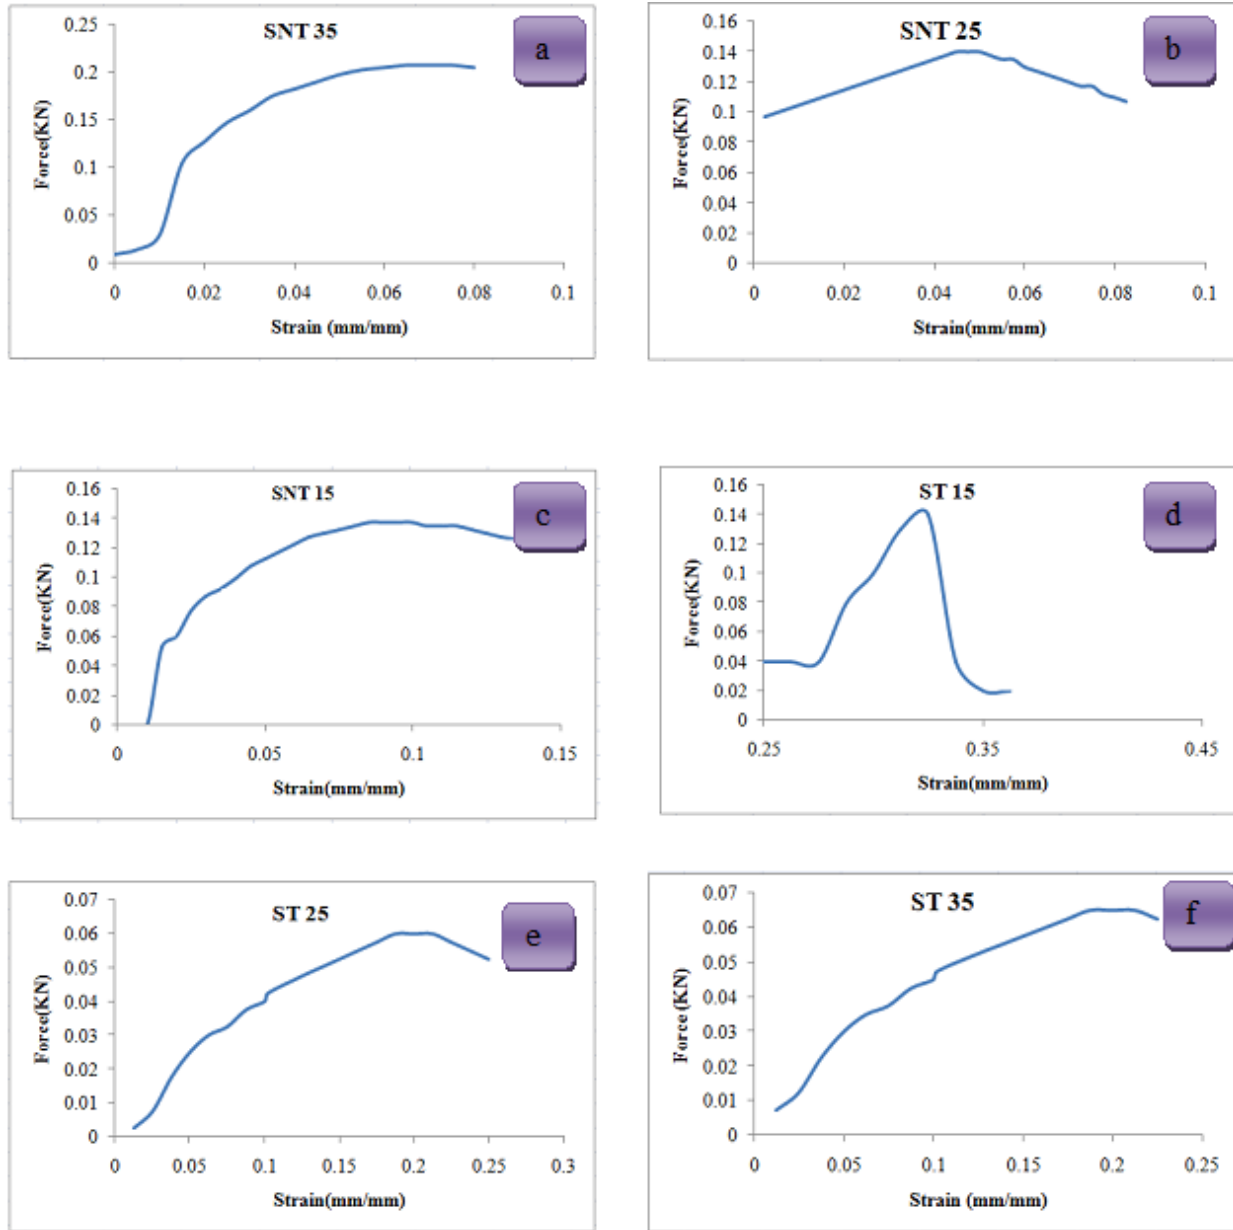 SNT 35
a
0.25
0.2
0.15
0.1
0.05
0
Force(KN)
0 0.02 0.04 0.06 0.08 0.1
Strain (mm/mm)
SNT 25
b
0.16
0.14
0.12
0.1
0.08
0.06
0.04
0.02
0
Force(KN)
0 0.02 0.04 0.06 0.08 0.1
Strain(mm/mm)
SNT 15
c
0.16
0.14
0.12
0.1
0.08
0.06
0.04
0.02
0
Force(KN)
0 0.05 0.1 0.15
Strain(mm/mm)
ST 15
d
0.16
0.14
0.12
0.1
0.08
0.06
0.04
0.02
0
Force(KN)
0.25 0.35 0.45
Strain(mm/mm)
ST 25
e
0.07
0.06
0.05
0.04
0.03
0.02
0.01
0
Force(KN)
0 0.05 0.1 0.15 0.2 0.25 0.3
Strain(mm/mm)
ST 35
f
0.07
0.06
0.05
0.04
0.03
0.02
0.01
0
Force (KN)
0 0.05 0.1 0.15 0.2 0.25
Strain (mm/mm)